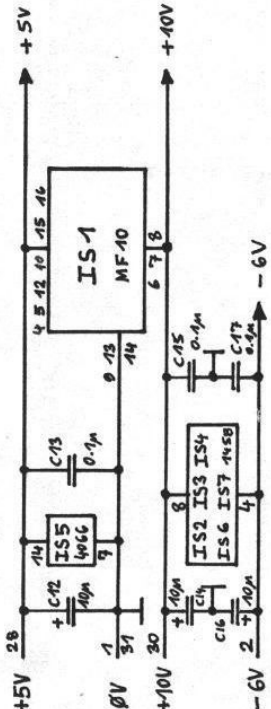 +5V
28
14
IS5
4066
7
+
C12
10µ
C13
0.1µ
4 5 12 10 15 16
IS1
MF10
9 13
14
6 7 8
+5V
0V
1
31
+10V
30
+
10µ
C14
C16
+
10µ
8
IS2 IS3 IS4
IS6 IS7 1458
4
C15
0.1µ
C17
0.1µ
+10V
-6V
2
-6V